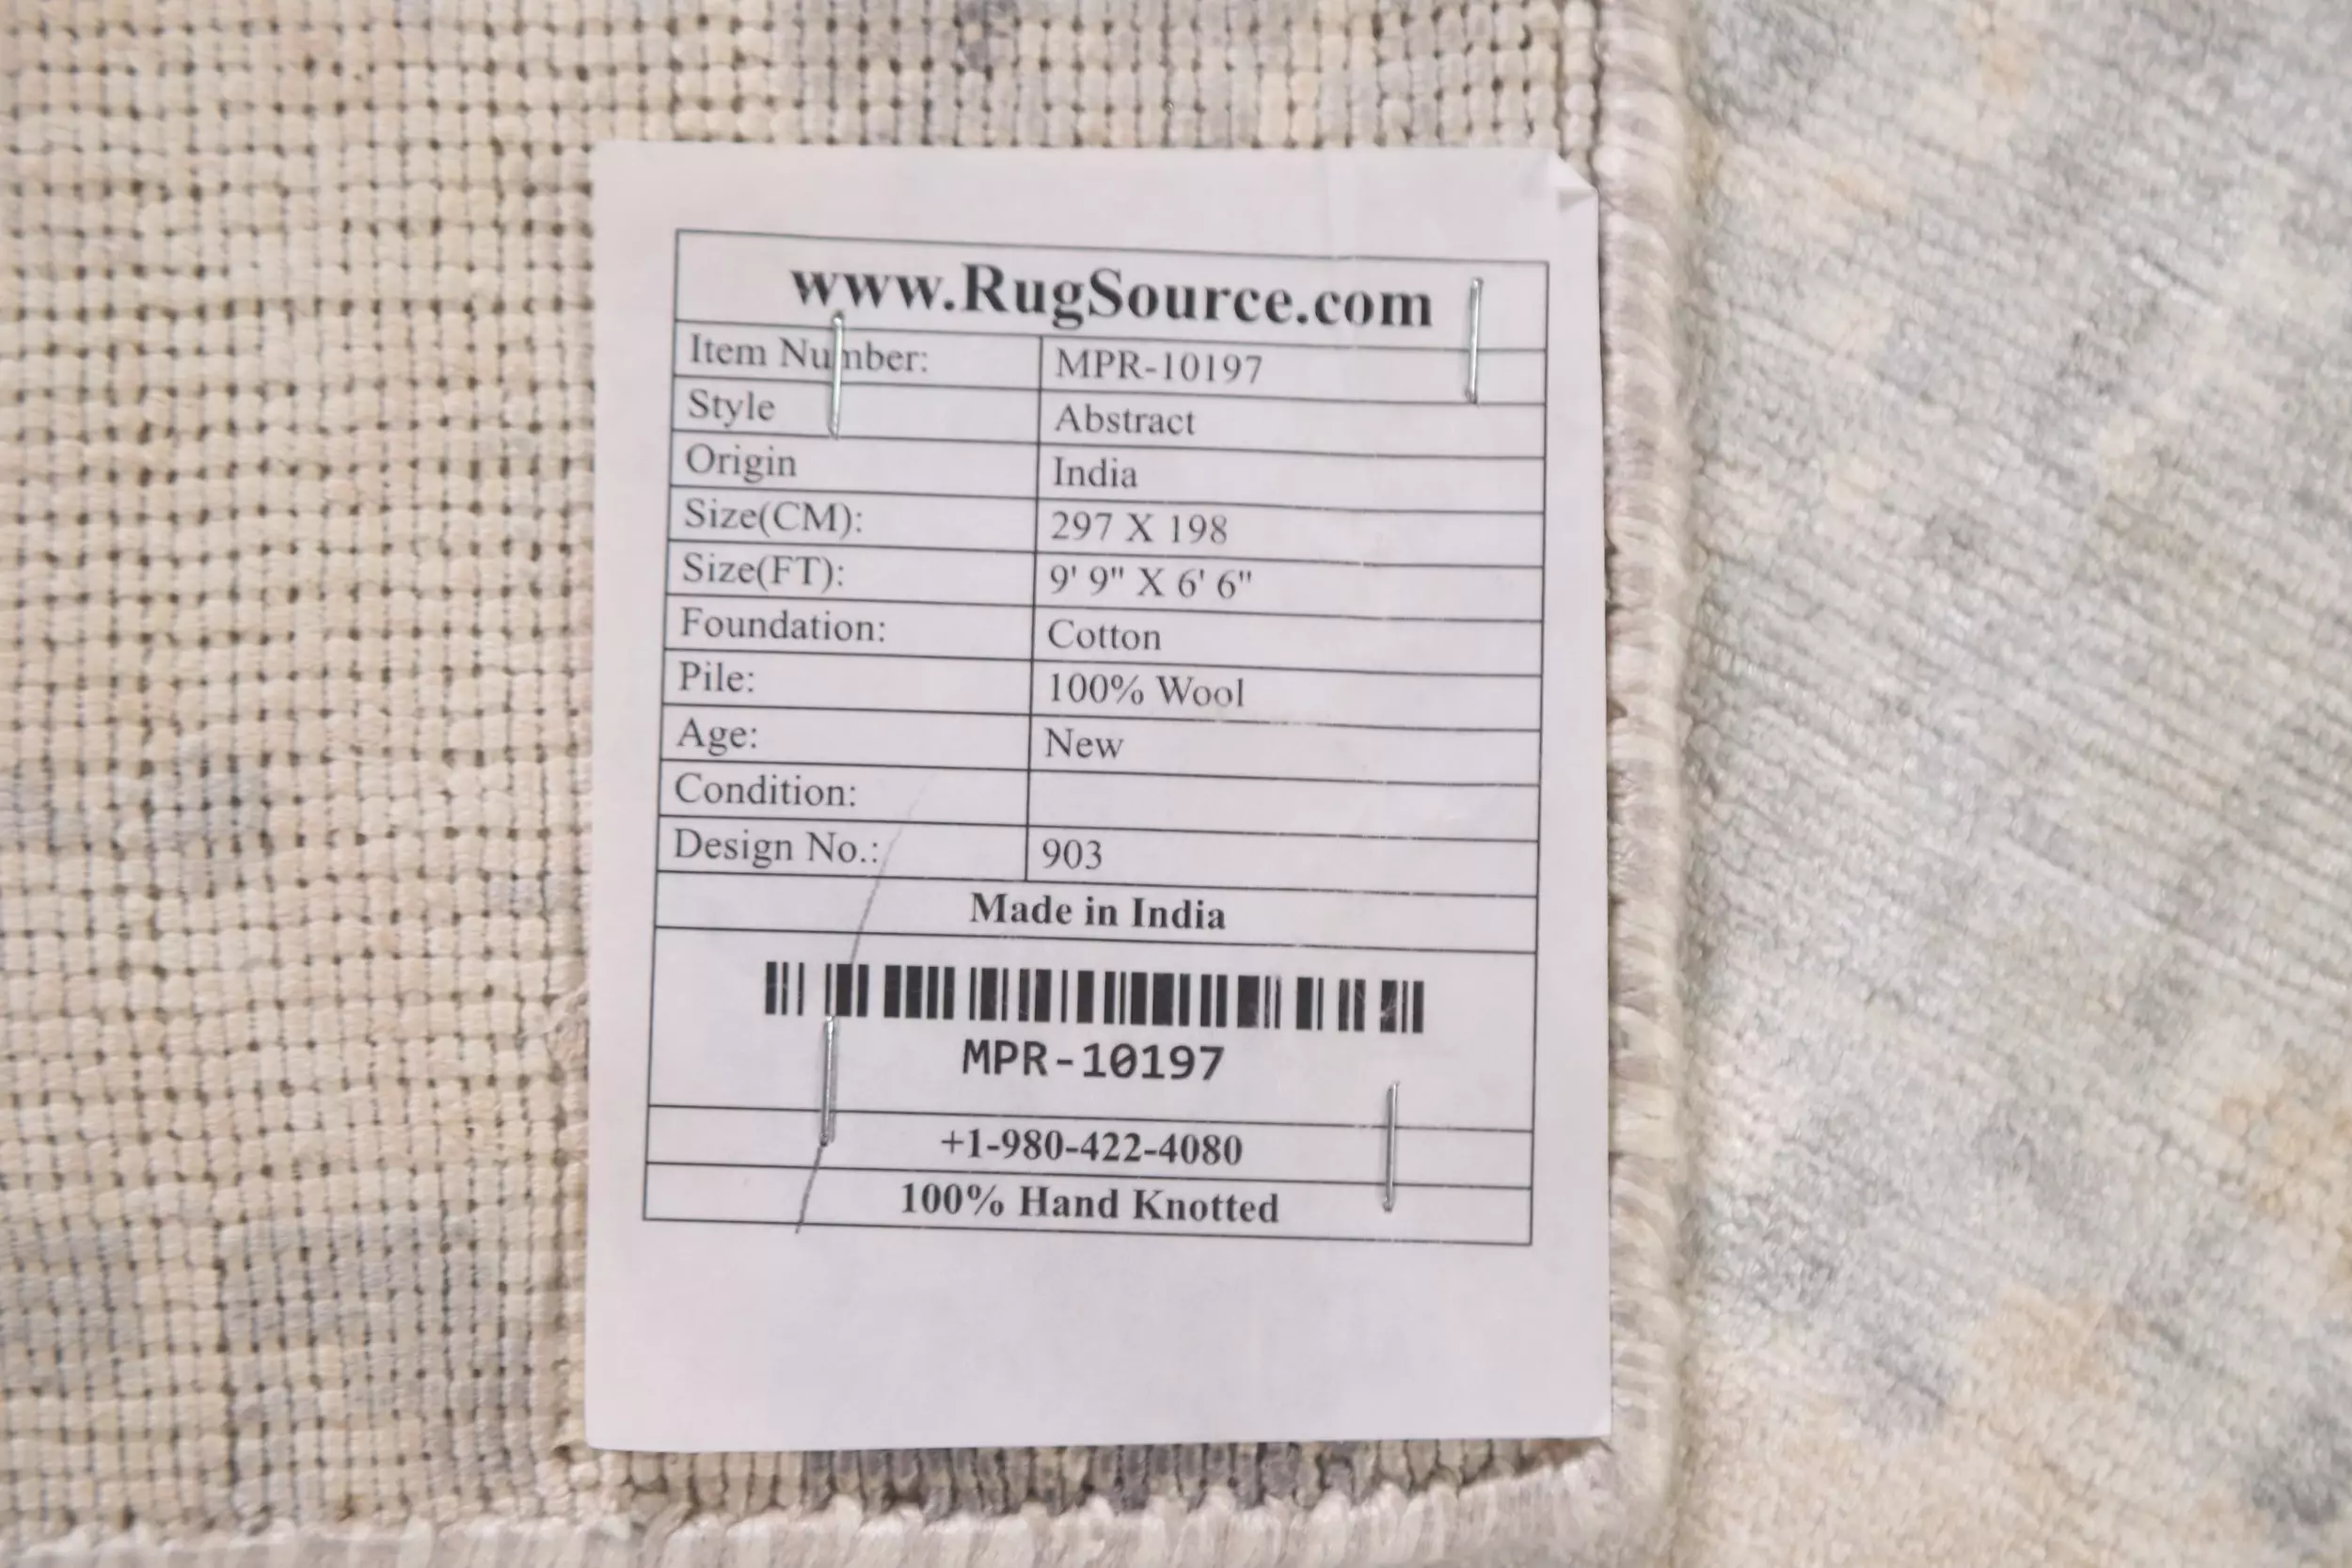 www.RugSource.com
Item Number: MPR-10197
Style Abstract
Origin India
Size(CM): 297 X 198
Size(FT): 9' 9" X 6' 6"
Foundation: Cotton
Pile: 100% Wool
Age: New
Condition:
Design No.: 903
Made in India
MPR-10197
+1-980-422-4080
100% Hand Knotted